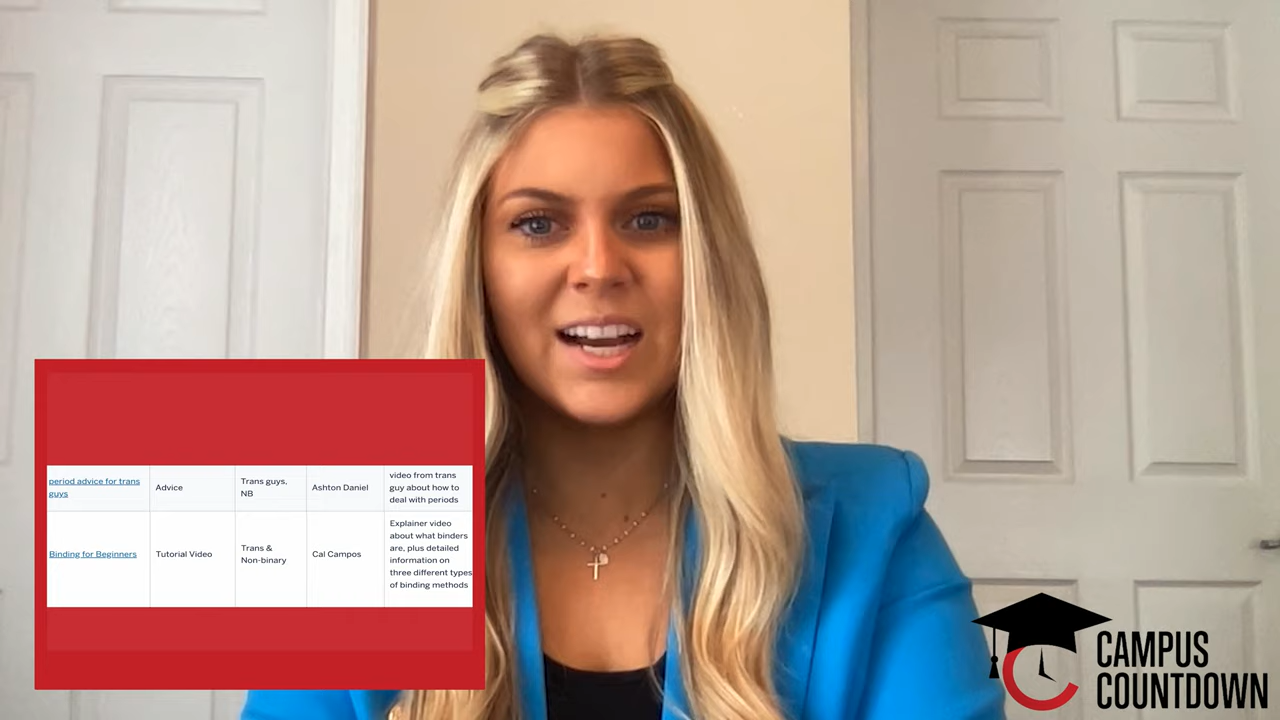 period advice for trans
guys
Advice
Trans guys,
NB
Ashton Daniel
video from trans
guy about how to
deal with periods
Binding for Beginners
Tutorial Video
Trans &
Non-binary
Cal Campos
Explainer video
about what binders
are, plus detailed
information on
three different types
of binding methods
CAMPUS
COUNTDOWN